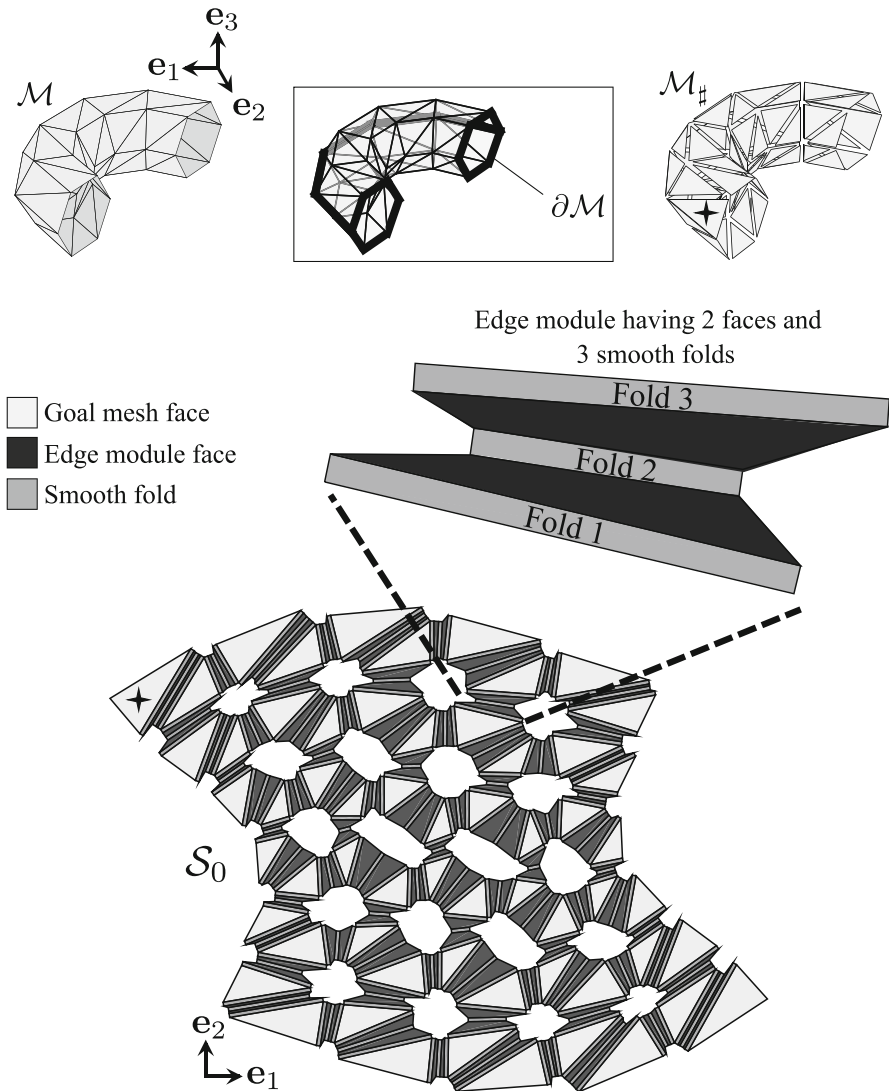 e₃
e₁
e₂
ℳ
∂ℳ
ℳ♯
Edge module having 2 faces and
3 smooth folds
Goal mesh face
Edge module face
Smooth fold
Fold 3
Fold 2
Fold 1
𝒮₀
e₂
e₁